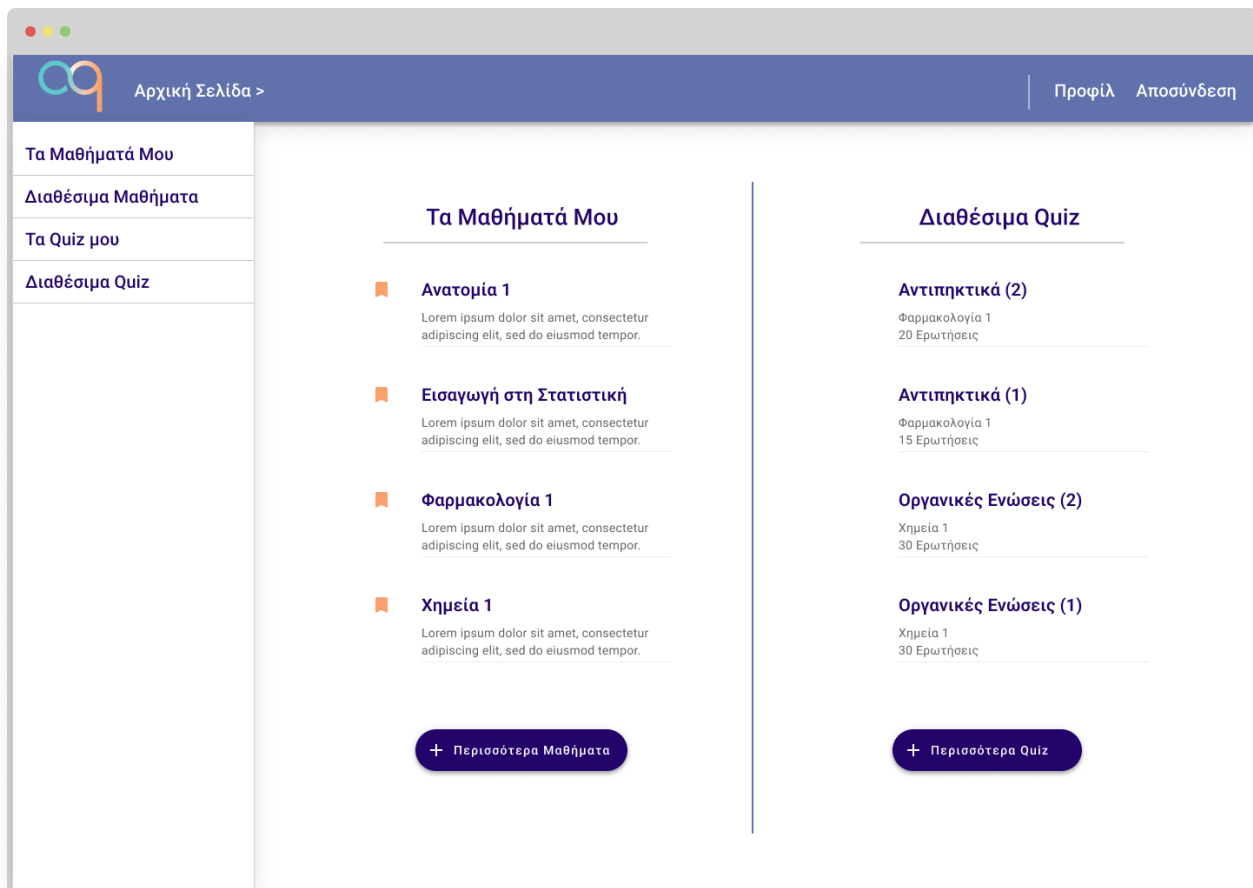 Αρχική Σελίδα >
Προφίλ Αποσύνδεση
Τα Μαθήματά Μου
Διαθέσιμα Μαθήματα
Τα Quiz μου
Διαθέσιμα Quiz
Τα Μαθήματά Μου
Ανατομία 1
Lorem ipsum dolor sit amet, consectetur
adipiscing elit, sed do eiusmod tempor.
Εισαγωγή στη Στατιστική
Lorem ipsum dolor sit amet, consectetur
adipiscing elit, sed do eiusmod tempor.
Φαρμακολογία 1
Lorem ipsum dolor sit amet, consectetur
adipiscing elit, sed do eiusmod tempor.
Χημεία 1
Lorem ipsum dolor sit amet, consectetur
adipiscing elit, sed do eiusmod tempor.
+ Περισσότερα Μαθήματα
Διαθέσιμα Quiz
Αντιπηκτικά (2)
Φαρμακολογία 1
20 Ερωτήσεις
Αντιπηκτικά (1)
Φαρμακολογία 1
15 Ερωτήσεις
Οργανικές Ενώσεις (2)
Χημεία 1
30 Ερωτήσεις
Οργανικές Ενώσεις (1)
Χημεία 1
30 Ερωτήσεις
+ Περισσότερα Quiz